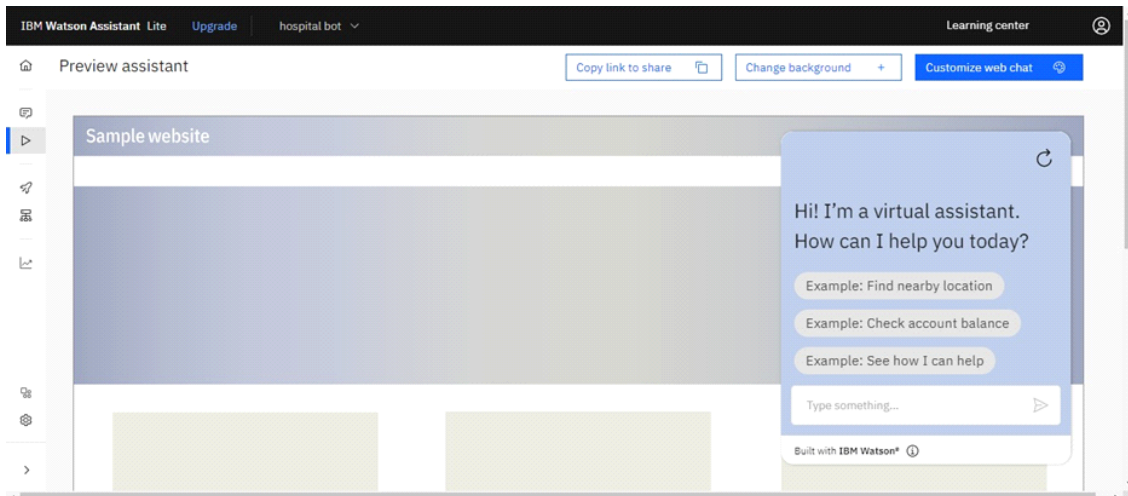 IBM Watson Assistant Lite Upgrade hospital bot Learning center
Preview assistant Copy link to share Change background + Customize web chat
Sample website
Hi! I'm a virtual assistant.
How can I help you today?
Example: Find nearby location
Example: Check account balance
Example: See how I can help
Type something...
Built with IBM Watson®